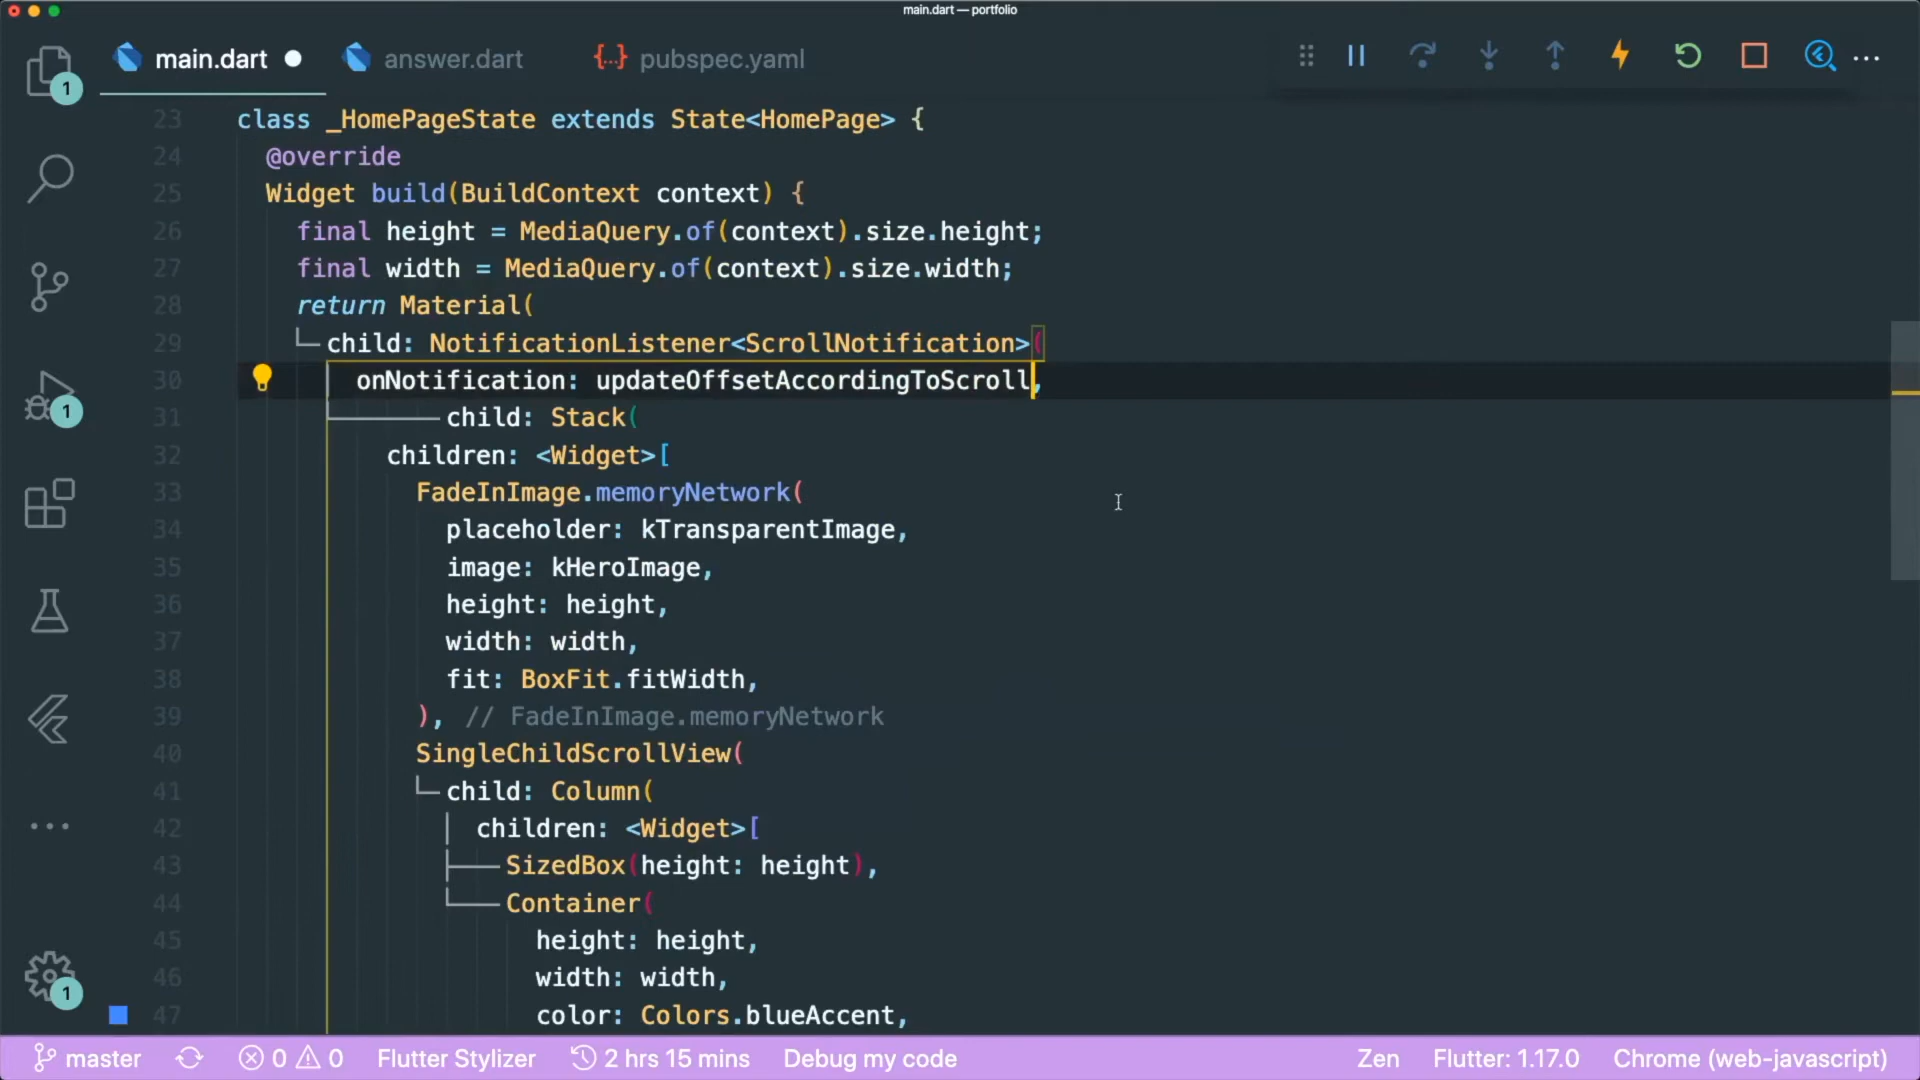 main.dart — portfolio
main.dart
answer.dart
{..} pubspec.yaml
1
1
1
23 class _HomePageState extends State<HomePage> {
24 @override
25 Widget build(BuildContext context) {
26 final height = MediaQuery.of(context).size.height;
27 final width = MediaQuery.of(context).size.width;
28 return Material(
29 child: NotificationListener<ScrollNotification>(
30 onNotification: updateOffsetAccordingToScroll,
31 child: Stack(
32 children: <Widget>[
33 FadeInImage.memoryNetwork(
34 placeholder: kTransparentImage,
35 image: kHeroImage,
36 height: height,
37 width: width,
38 fit: BoxFit.fitWidth,
39 ), // FadeInImage.memoryNetwork
40 SingleChildScrollView(
41 child: Column(
42 children: <Widget>[
43 SizedBox(height: height),
44 Container(
45 height: height,
46 width: width,
47 color: Colors.blueAccent,
master 0 0 Flutter Stylizer 2 hrs 15 mins Debug my code Zen Flutter: 1.17.0 Chrome (web-javascript)